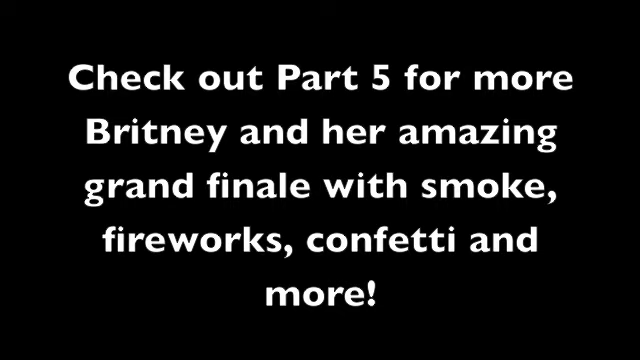 Check out Part 5 for more
Britney and her amazing
grand finale with smoke,
fireworks, confetti and
more!